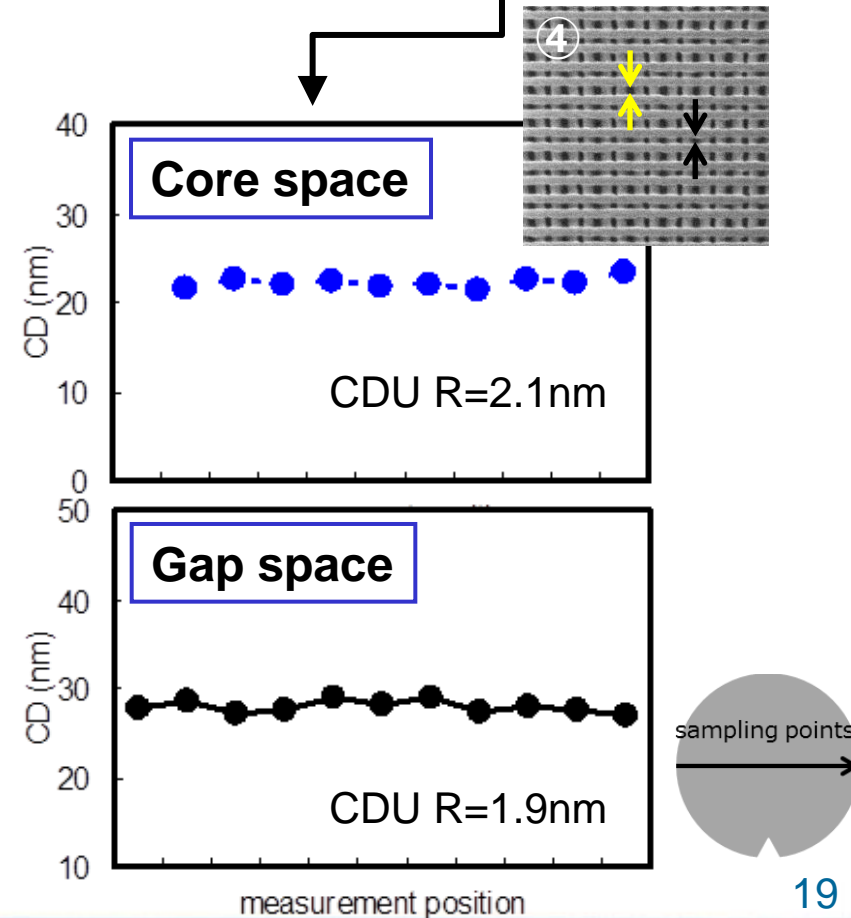 ④
40
Core space
30
CD (nm)
20
10
CDU R=2.1nm
0
50
Gap space
40
CD (nm)
30
sampling points
20
CDU R=1.9nm
10
measurement position
19